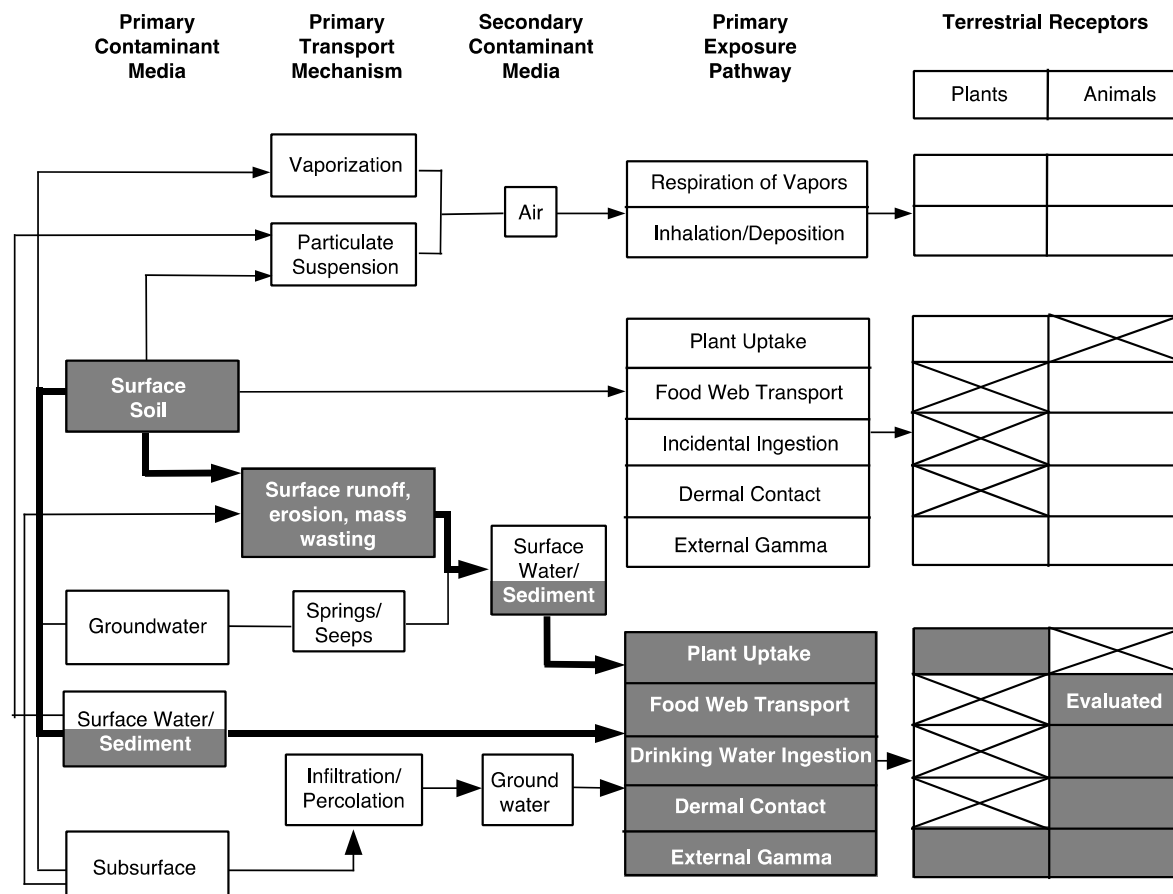 Primary
Contaminant
Media
Primary
Transport
Mechanism
Secondary
Contaminant
Media
Primary
Exposure
Pathway
Terrestrial Receptors
Plants
Animals
Vaporization
Particulate
Suspension
Air
Respiration of Vapors
Inhalation/Deposition
Surface
Soil
Plant Uptake
Food Web Transport
Incidental Ingestion
Dermal Contact
External Gamma
Surface runoff,
erosion, mass
wasting
Surface
Water/
Sediment
Groundwater
Springs/
Seeps
Surface Water/
Sediment
Plant Uptake
Food Web Transport
Drinking Water Ingestion
Dermal Contact
External Gamma
Evaluated
Infiltration/
Percolation
Ground
water
Subsurface